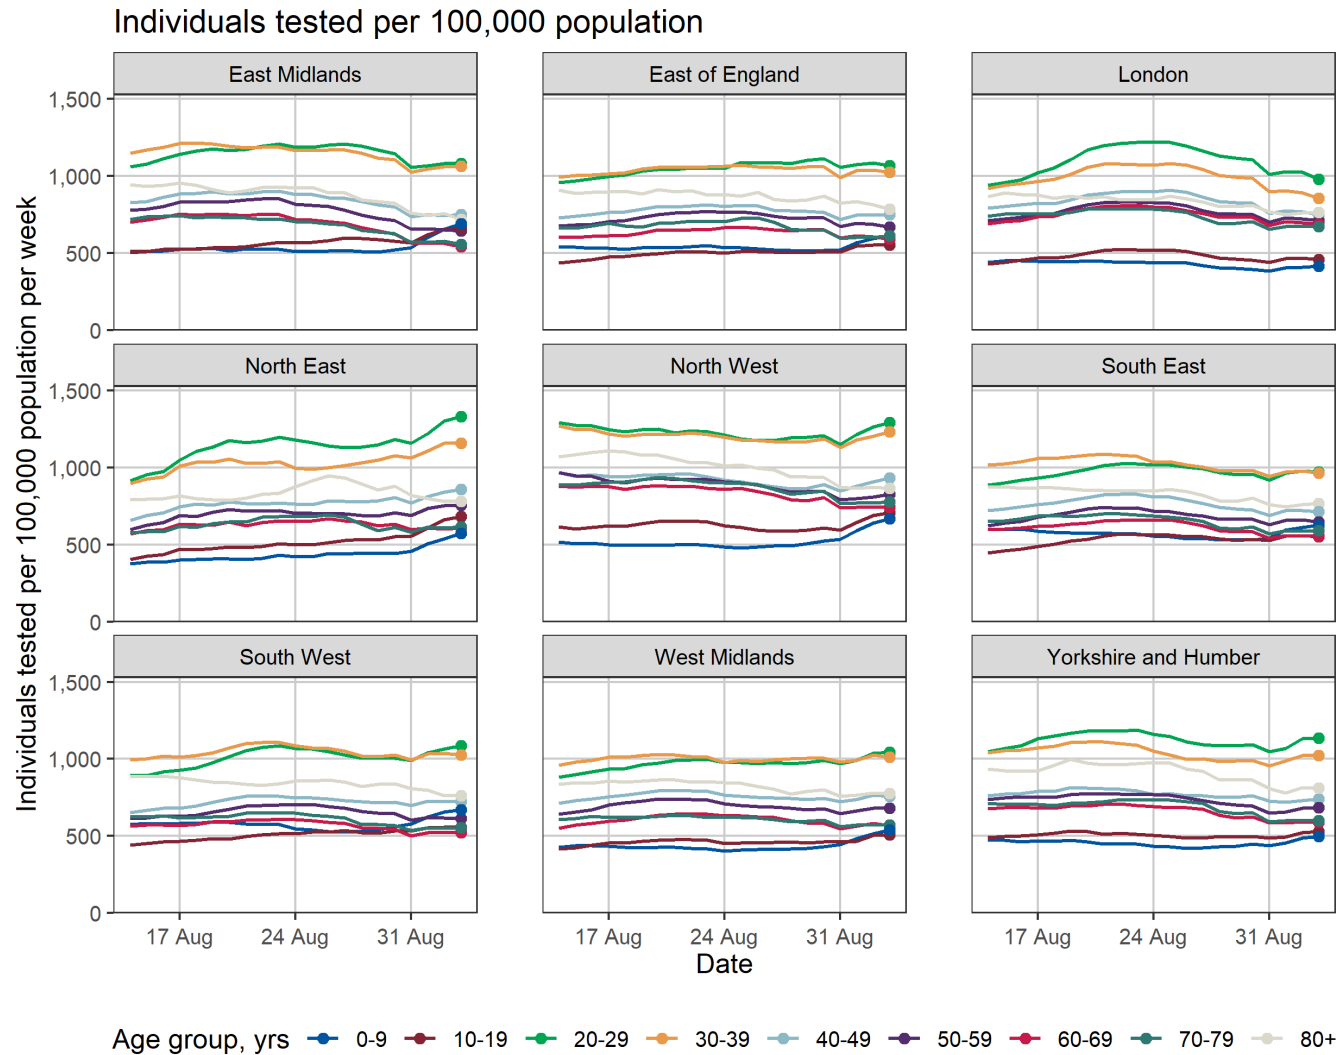 Individuals tested per 100,000 population
Individuals tested per 100,000 population per week
East Midlands
East of England
London
1,500
1,000
500
0
North East
North West
South East
1,500
1,000
500
0
South West
West Midlands
Yorkshire and Humber
1,500
1,000
500
0
17 Aug 24 Aug 31 Aug
17 Aug 24 Aug 31 Aug
17 Aug 24 Aug 31 Aug
Date
Age group, yrs 0-9 10-19 20-29 30-39 40-49 50-59 60-69 70-79 80+